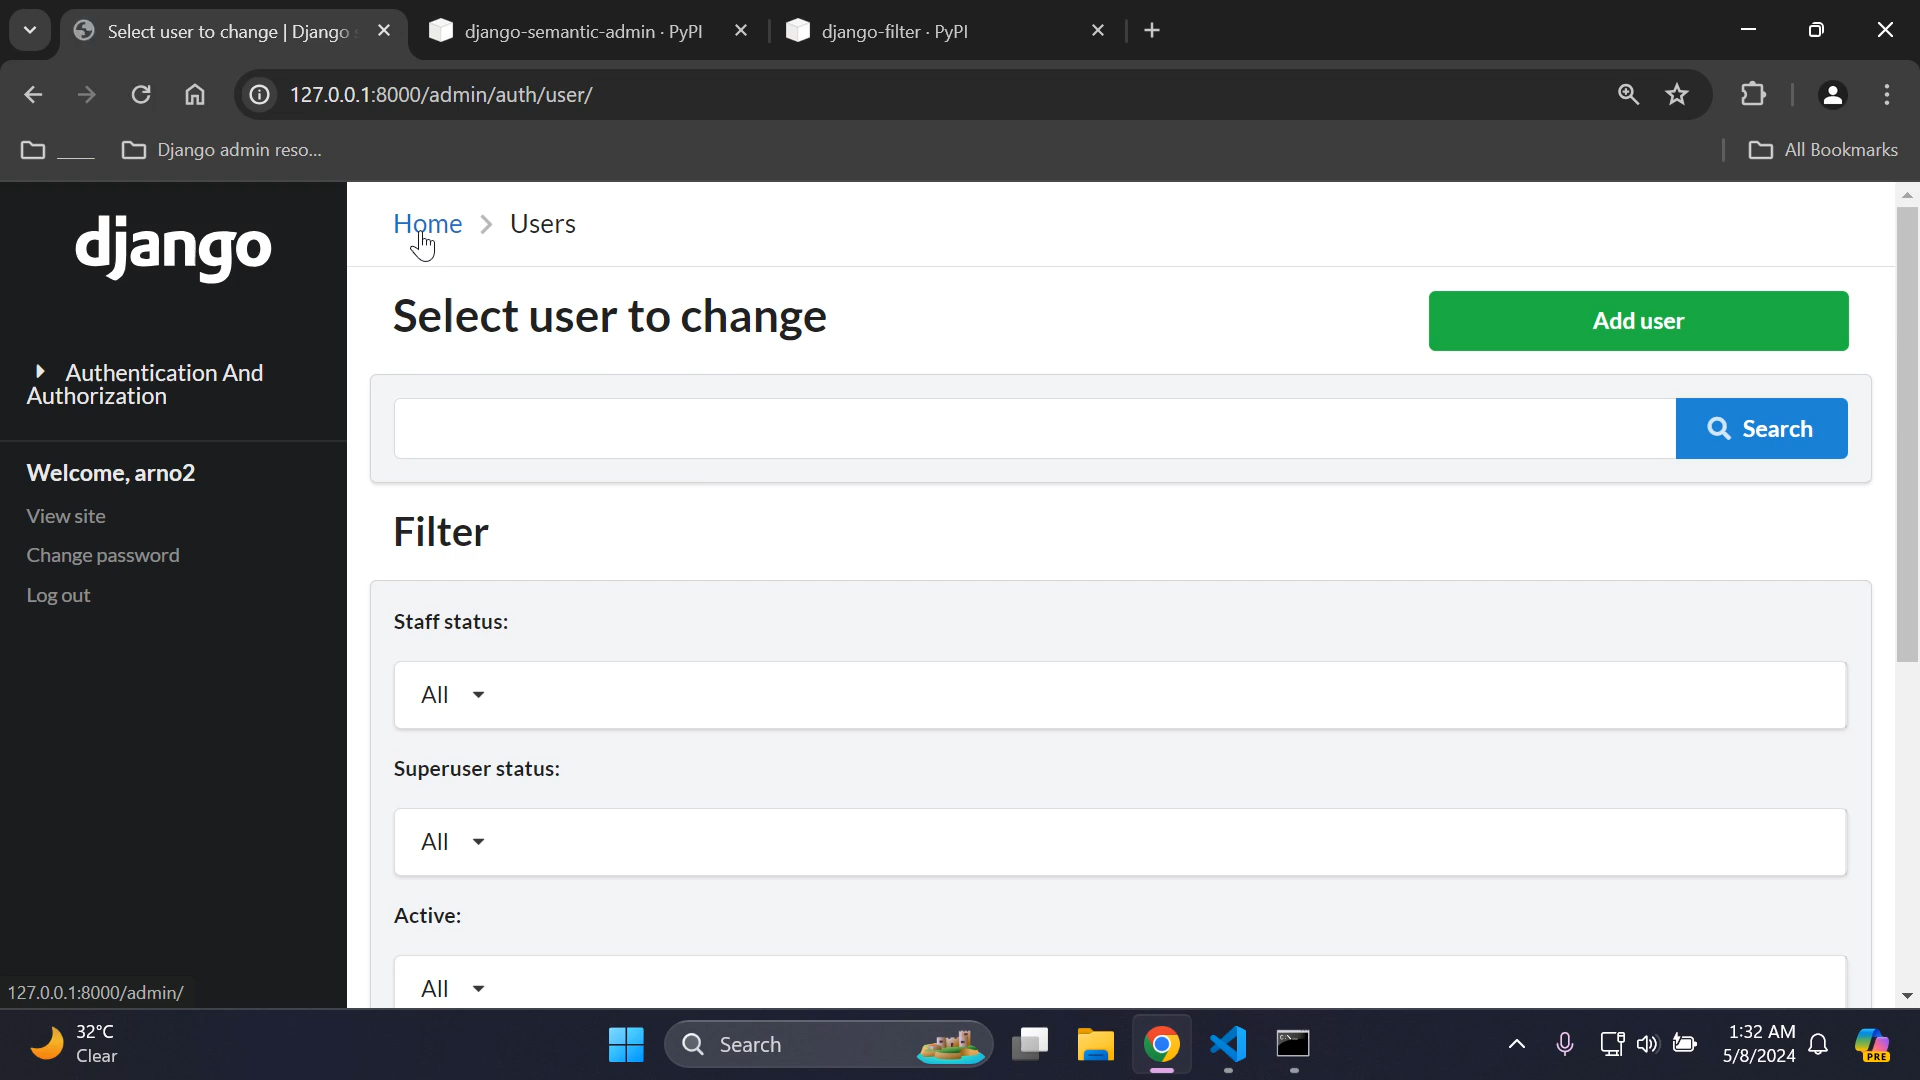 Select user to change | Django
django-semantic-admin · PyPI
django-filter · PyPI
127.0.0.1:8000/admin/auth/user/
____
Django admin reso...
All Bookmarks
django
Authentication And
Authorization
Welcome, arno2
View site
Change password
Log out
Home
Users
Select user to change
Add user
Search
Filter
Staff status:
All
Superuser status:
All
Active:
All
127.0.0.1:8000/admin/
32°C
Clear
Search
1:32 AM
5/8/2024
PRE